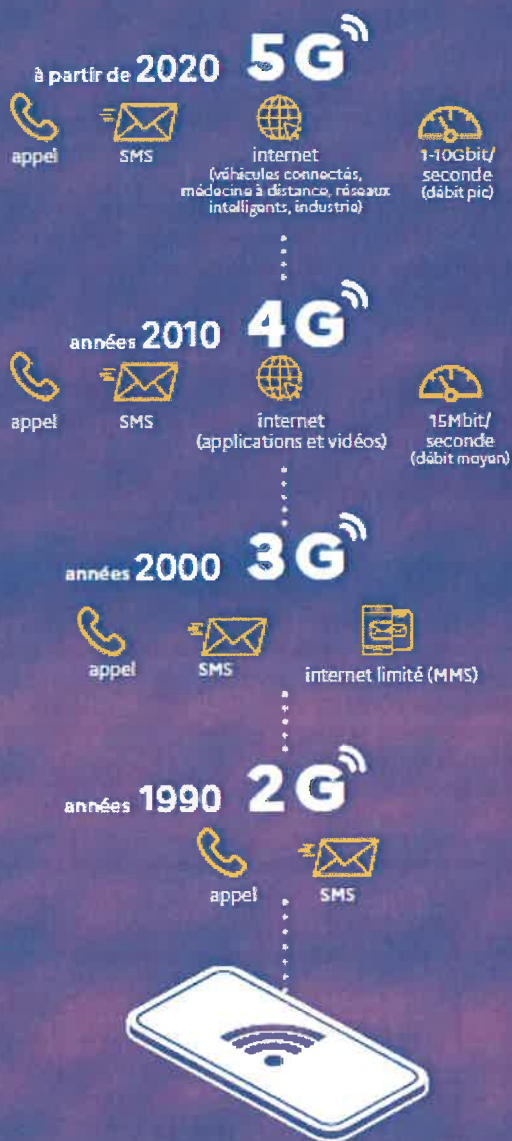 à partir de 2020 5G
appel
SMS
internet
(véhicules connectés,
médecine à distance, réseaux
intelligents, industrie)
1-10Gbit/
seconde
(débit pic)
années 2010 4G
appel
SMS
internet
(applications et vidéos)
15Mbit/
seconde
(débit moyen)
années 2000 3G
appel
SMS
internet limité (MMS)
années 1990 2G
appel
SMS